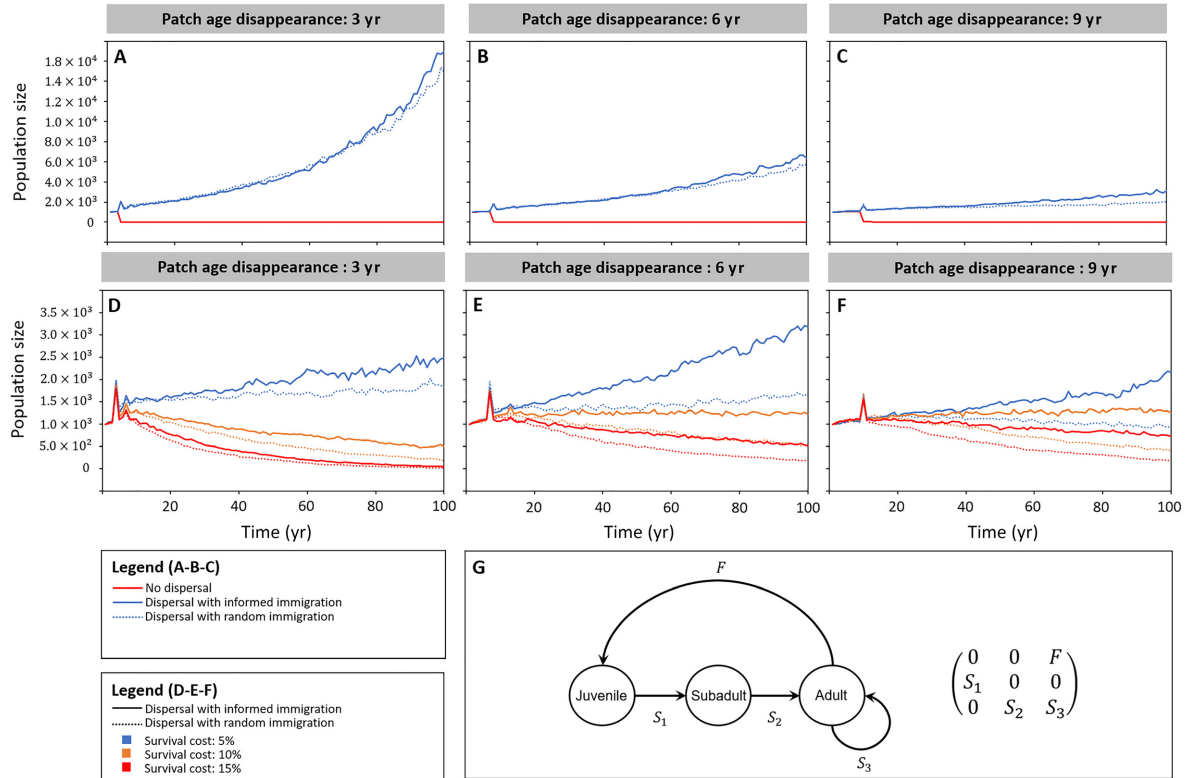 Patch age disappearance: 3 yr
Patch age disappearance: 6 yr
Patch age disappearance: 9 yr
A
B
C
Population size
1.8 × 10⁴
1.4 × 10⁴
1.2 × 10⁴
1.0 × 10⁴
8.0 × 10³
6.0 × 10³
4.0 × 10³
2.0 × 10³
0
Patch age disappearance : 3 yr
Patch age disappearance : 6 yr
Patch age disappearance : 9 yr
D
E
F
Population size
3.5 × 10³
3.0 × 10³
2.5 × 10³
2.0 × 10³
1.5 × 10³
1.0 × 10³
5.0 × 10²
0
20 40 60 80 100
20 40 60 80 100
20 40 60 80 100
Time (yr)
Time (yr)
Time (yr)
Legend (A-B-C)
No dispersal
Dispersal with informed immigration
Dispersal with random immigration
Legend (D-E-F)
Dispersal with informed immigration
Dispersal with random immigration
Survival cost: 5%
Survival cost: 10%
Survival cost: 15%
G
F
Juvenile
Subadult
Adult
S₁
S₂
S₃
0 0 F
S₁ 0 0
0 S₂ S₃